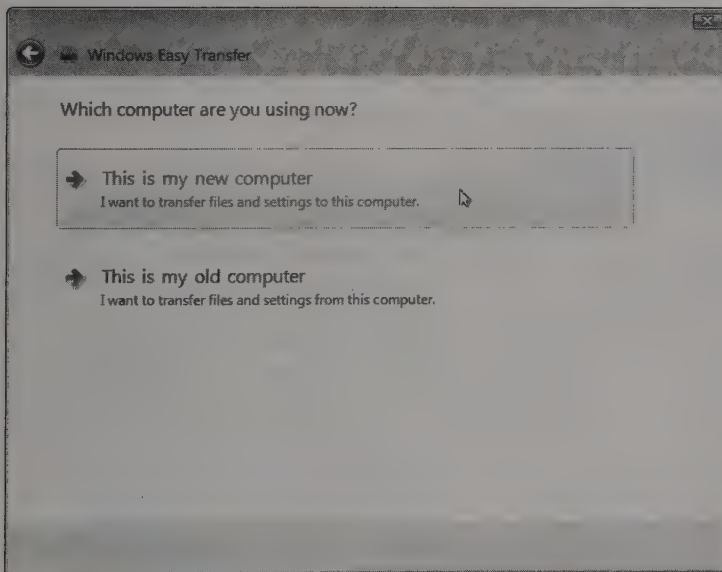 Windows Easy Transfer
Which computer are you using now?
This is my new computer
I want to transfer files and settings to this computer.
This is my old computer
I want to transfer files and settings from this computer.